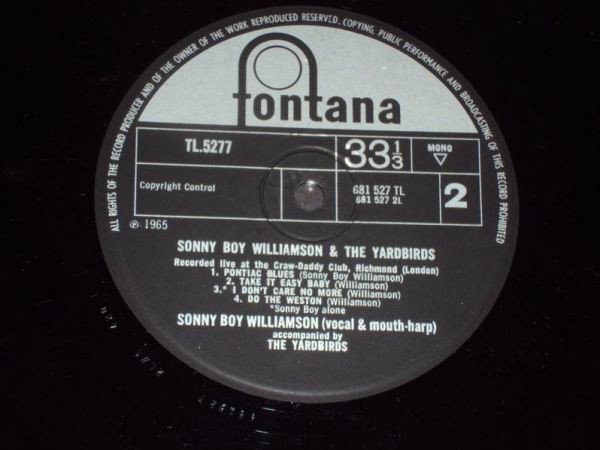 ALL RIGHTS OF THE RECORD PRODUCER AND OF THE OWNER OF THE WORK REPRODUCED RESERVED. COPYING, PUBLIC PERFORMANCE AND BROADCASTING OF THIS RECORD PROHIBITED
fontana
TL.5277
33 1/3
MONO
Copyright Control
681 527 TL
681 527 2L
2
℗ 1965
SONNY BOY WILLIAMSON & THE YARDBIRDS
Recorded live at the Craw-Daddy Club, Richmond (London)
1. PONTIAC BLUES (Sonny Boy Williamson)
2. TAKE IT EASY BABY (Williamson)
3.* I DON'T CARE NO MORE (Williamson)
4. DO THE WESTON (Williamson)
*Sonny Boy alone
SONNY BOY WILLIAMSON (vocal & mouth-harp)
accompanied by
THE YARDBIRDS